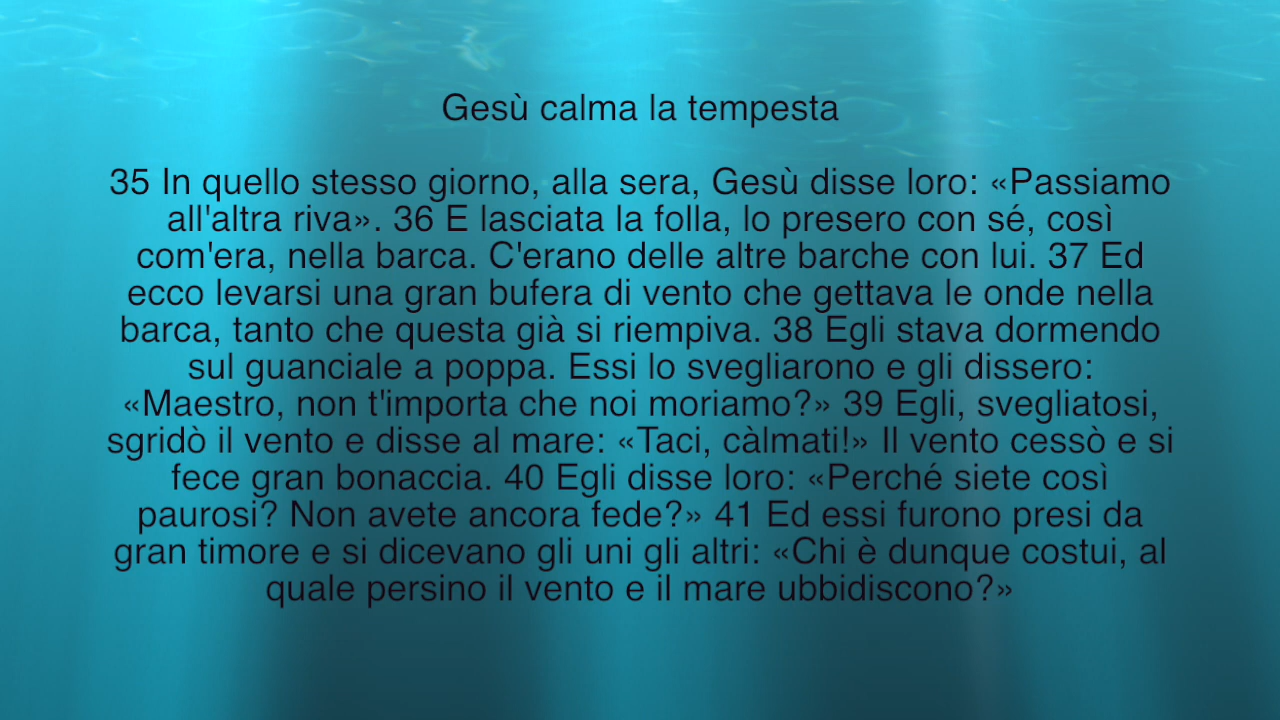 Gesù calma la tempesta
35 In quello stesso giorno, alla sera, Gesù disse loro: «Passiamo
all'altra riva». 36 E lasciata la folla, lo presero con sé, così
com'era, nella barca. C'erano delle altre barche con lui. 37 Ed
ecco levarsi una gran bufera di vento che gettava le onde nella
barca, tanto che questa già si riempiva. 38 Egli stava dormendo
sul guanciale a poppa. Essi lo svegliarono e gli dissero:
«Maestro, non t'importa che noi moriamo?» 39 Egli, svegliatosi,
sgridò il vento e disse al mare: «Taci, càlmati!» Il vento cessò e si
fece gran bonaccia. 40 Egli disse loro: «Perché siete così
paurosi? Non avete ancora fede?» 41 Ed essi furono presi da
gran timore e si dicevano gli uni gli altri: «Chi è dunque costui, al
quale persino il vento e il mare ubbidiscono?»